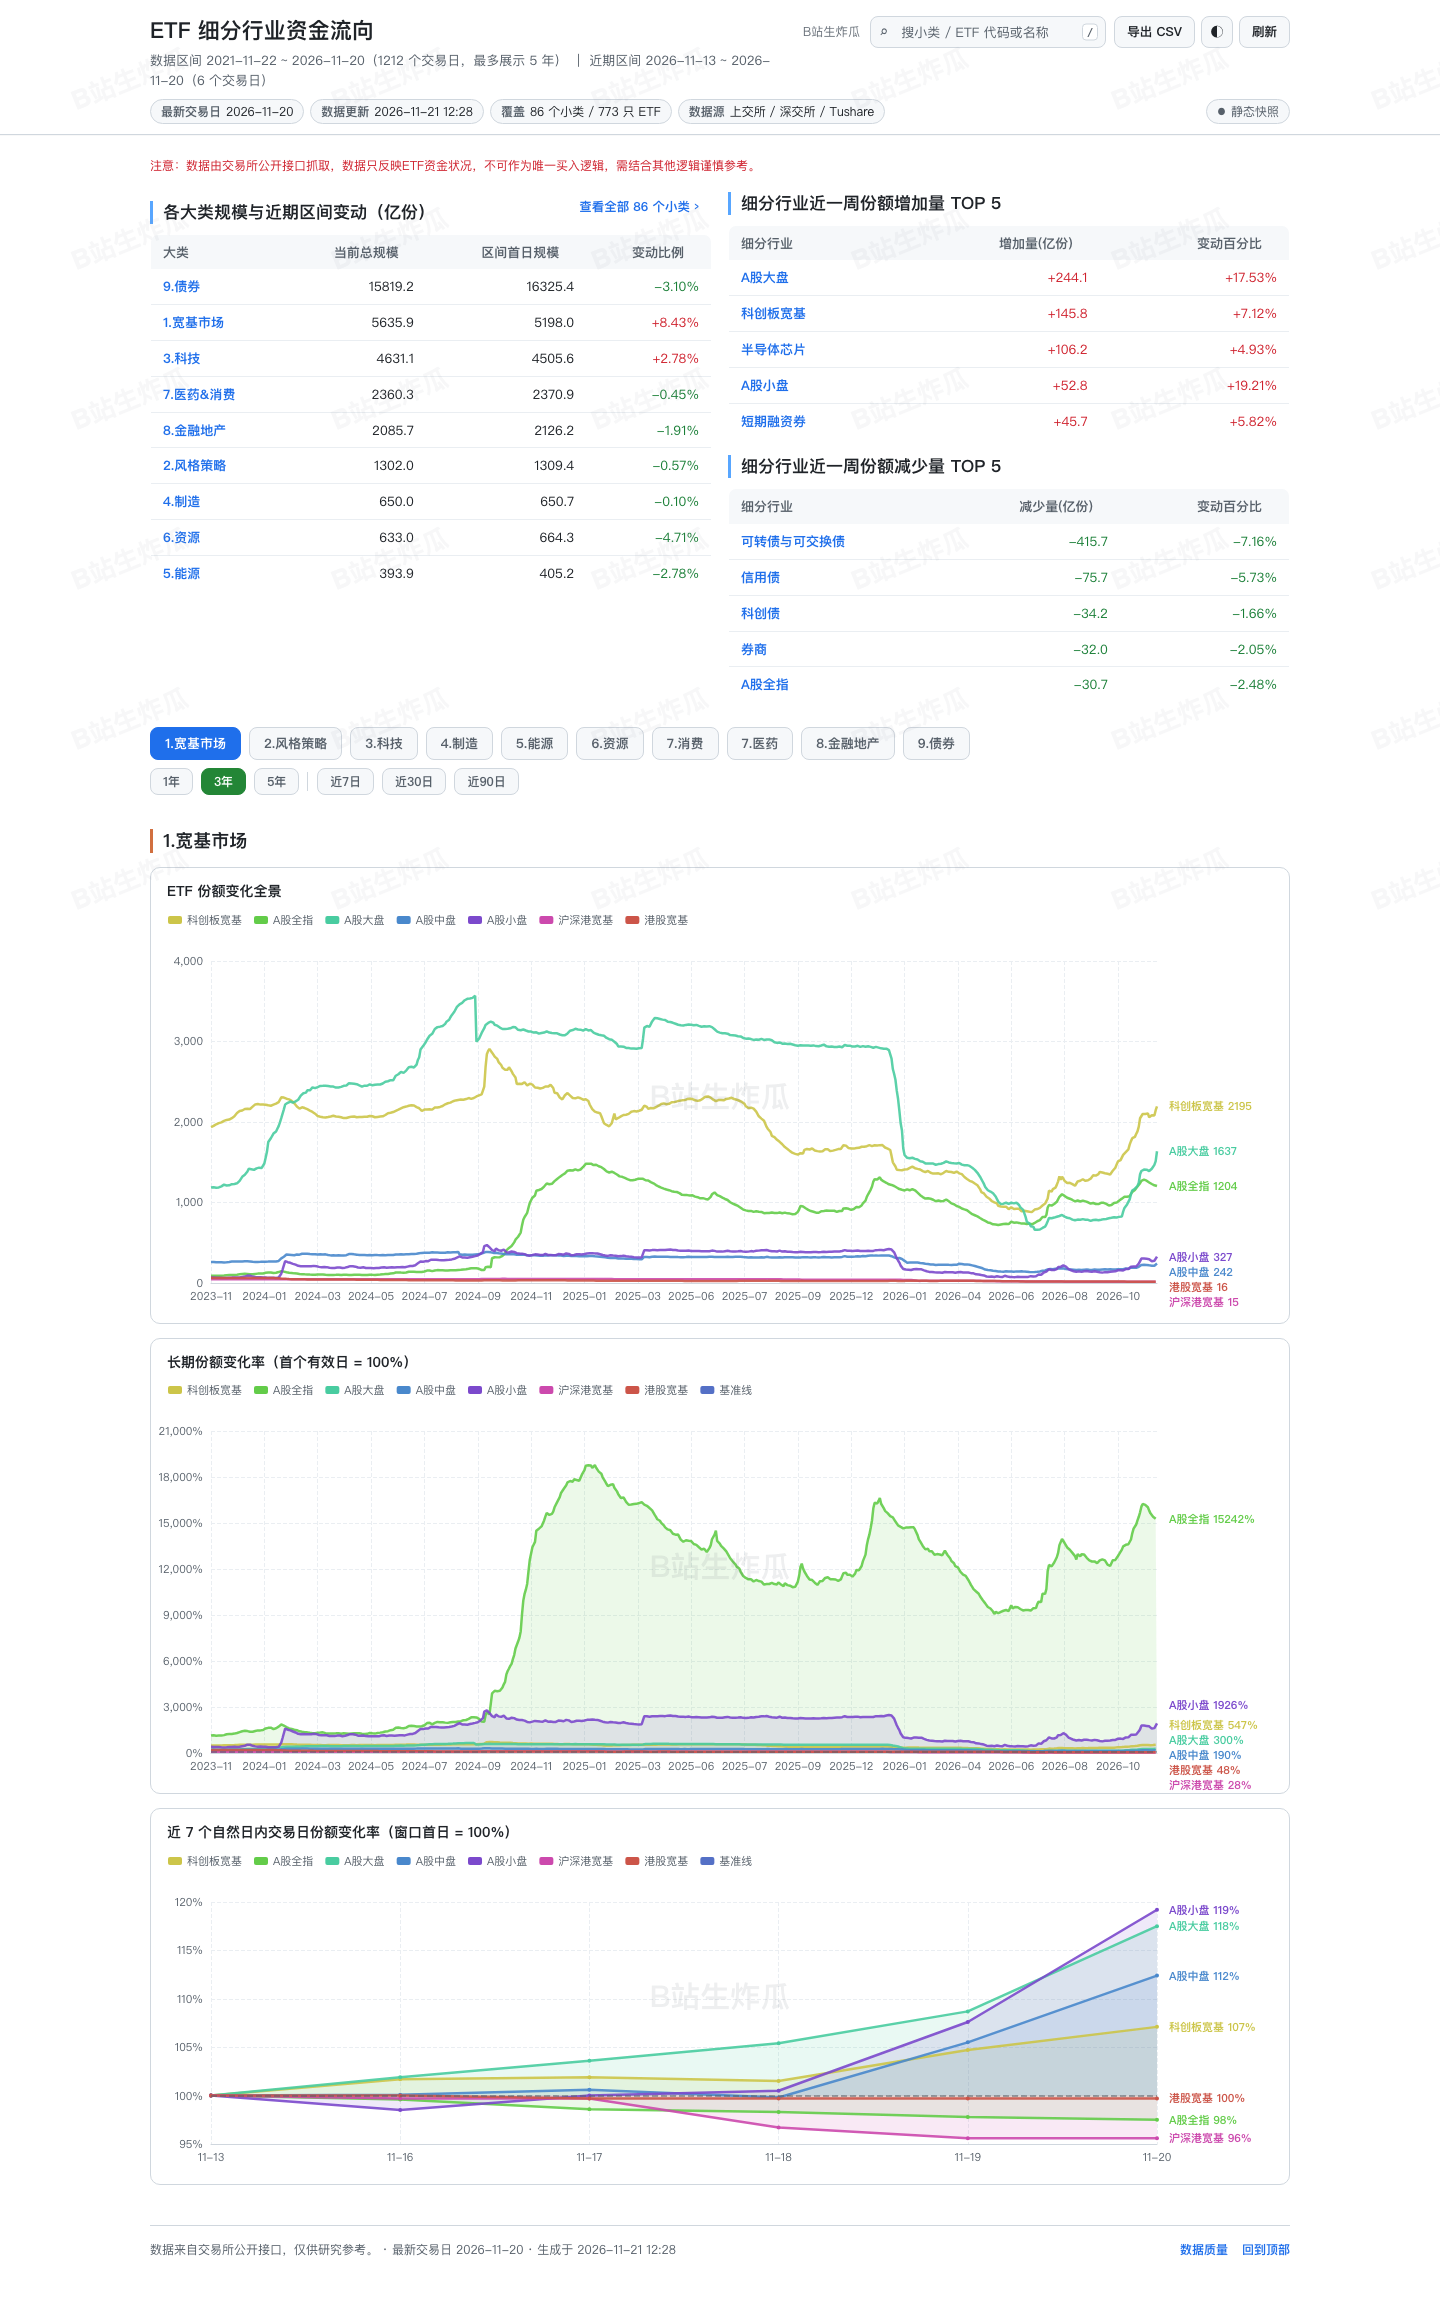 ETF 细分行业资金流向
B站生炸瓜
搜小类 / ETF 代码或名称 /
导出 CSV
刷新
数据区间 2021-11-22 ~ 2026-11-20（1212 个交易日，最多展示 5 年） | 近期区间 2026-11-13 ~ 2026-
11-20（6 个交易日）
最新交易日 2026-11-20 数据更新 2026-11-21 12:28 覆盖 86 个小类 / 773 只 ETF 数据源 上交所 / 深交所 / Tushare
静态快照
注意：数据由交易所公开接口抓取，数据只反映ETF资金状况，不可作为唯一买入逻辑，需结合其他逻辑谨慎参考。
各大类规模与近期区间变动（亿份） 查看全部 86 个小类 ›
大类 当前总规模 区间首日规模 变动比例
9.债券 15819.2 16325.4 -3.10%
1.宽基市场 5635.9 5198.0 +8.43%
3.科技 4631.1 4505.6 +2.78%
7.医药&消费 2360.3 2370.9 -0.45%
8.金融地产 2085.7 2126.2 -1.91%
2.风格策略 1302.0 1309.4 -0.57%
4.制造 650.0 650.7 -0.10%
6.资源 633.0 664.3 -4.71%
5.能源 393.9 405.2 -2.78%
细分行业近一周份额增加量 TOP 5
细分行业 增加量(亿份) 变动百分比
A股大盘 +244.1 +17.53%
科创板宽基 +145.8 +7.12%
半导体芯片 +106.2 +4.93%
A股小盘 +52.8 +19.21%
短期融资券 +45.7 +5.82%
细分行业近一周份额减少量 TOP 5
细分行业 减少量(亿份) 变动百分比
可转债与可交换债 -415.7 -7.16%
信用债 -75.7 -5.73%
科创债 -34.2 -1.66%
券商 -32.0 -2.05%
A股全指 -30.7 -2.48%
1.宽基市场 2.风格策略 3.科技 4.制造 5.能源 6.资源 7.消费 7.医药 8.金融地产 9.债券
1年 3年 5年 近7日 近30日 近90日
1.宽基市场
ETF 份额变化全景
科创板宽基 A股全指 A股大盘 A股中盘 A股小盘 沪深港宽基 港股宽基
4,000
3,000
2,000
1,000
0
2023-11 2024-01 2024-03 2024-05 2024-07 2024-09 2024-11 2025-01 2025-03 2025-06 2025-07 2025-09 2025-12 2026-01 2026-04 2026-06 2026-08 2026-10
科创板宽基 2195
A股大盘 1637
A股全指 1204
A股小盘 327
A股中盘 242
港股宽基 16
沪深港宽基 15
B站生炸瓜
长期份额变化率（首个有效日 = 100%）
科创板宽基 A股全指 A股大盘 A股中盘 A股小盘 沪深港宽基 港股宽基 基准线
21,000%
18,000%
15,000%
12,000%
9,000%
6,000%
3,000%
0%
2023-11 2024-01 2024-03 2024-05 2024-07 2024-09 2024-11 2025-01 2025-03 2025-06 2025-07 2025-09 2025-12 2026-01 2026-04 2026-06 2026-08 2026-10
A股全指 15242%
A股小盘 1926%
科创板宽基 547%
A股大盘 300%
A股中盘 190%
港股宽基 48%
沪深港宽基 28%
B站生炸瓜
近 7 个自然日内交易日份额变化率（窗口首日 = 100%）
科创板宽基 A股全指 A股大盘 A股中盘 A股小盘 沪深港宽基 港股宽基 基准线
120%
115%
110%
105%
100%
95%
11-13 11-16 11-17 11-18 11-19 11-20
A股小盘 119%
A股大盘 118%
A股中盘 112%
科创板宽基 107%
港股宽基 100%
A股全指 98%
沪深港宽基 96%
B站生炸瓜
数据来自交易所公开接口，仅供研究参考。 · 最新交易日 2026-11-20 · 生成于 2026-11-21 12:28
数据质量 回到顶部